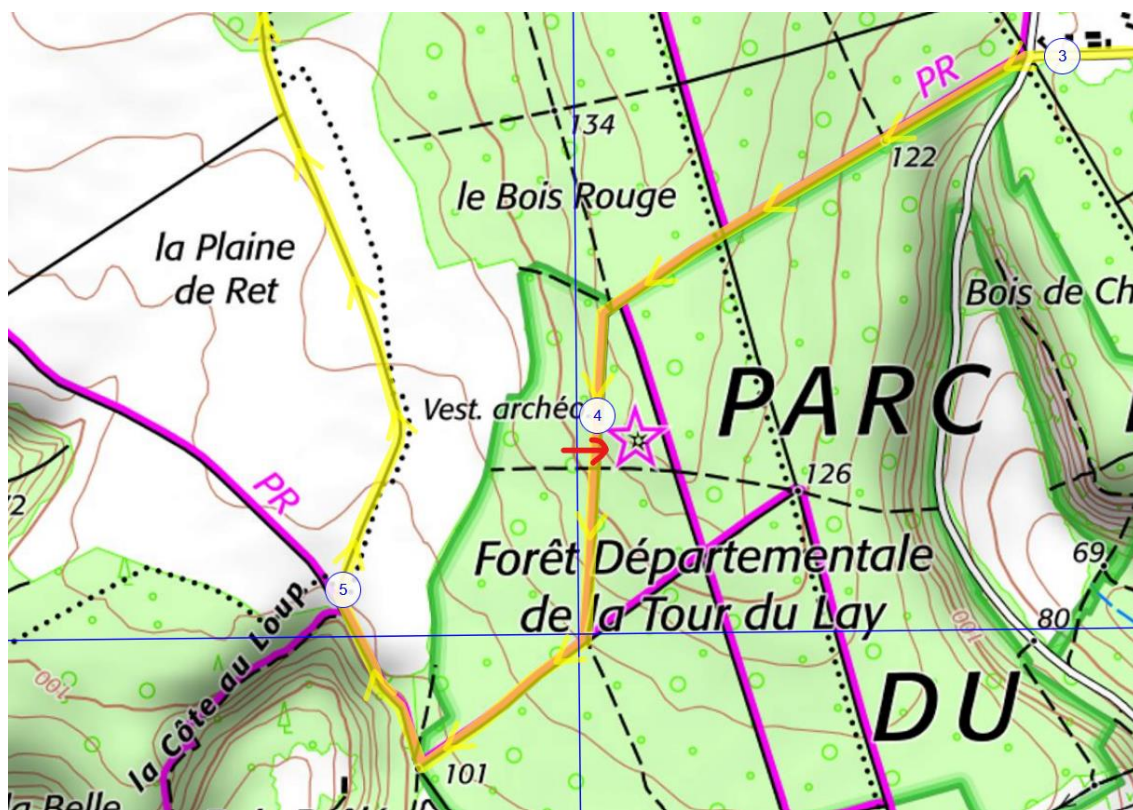 3
PR
134
122
le Bois Rouge
la Plaine
de Ret
Bois de Ch
PARC
Vest. archéo
4
PR
126
Forêt Départementale
de la Tour du Lay
69
5
80
100
100
la Côte au Loup
DU
101
la Belle